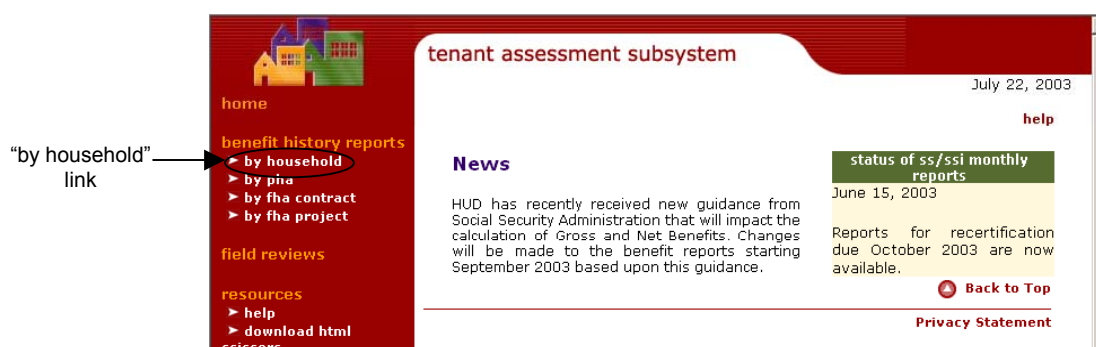 tenant assessment subsystem
July 22, 2003
help
home
benefit history reports
by household
by pha
by fha contract
by fha project
field reviews
resources
help
download html
scissors
"by household"
link
News
HUD has recently received new guidance from
Social Security Administration that will impact the
calculation of Gross and Net Benefits. Changes
will be made to the benefit reports starting
September 2003 based upon this guidance.
status of ss/ssi monthly
reports
June 15, 2003
Reports for recertification
due October 2003 are now
available.
Back to Top
Privacy Statement